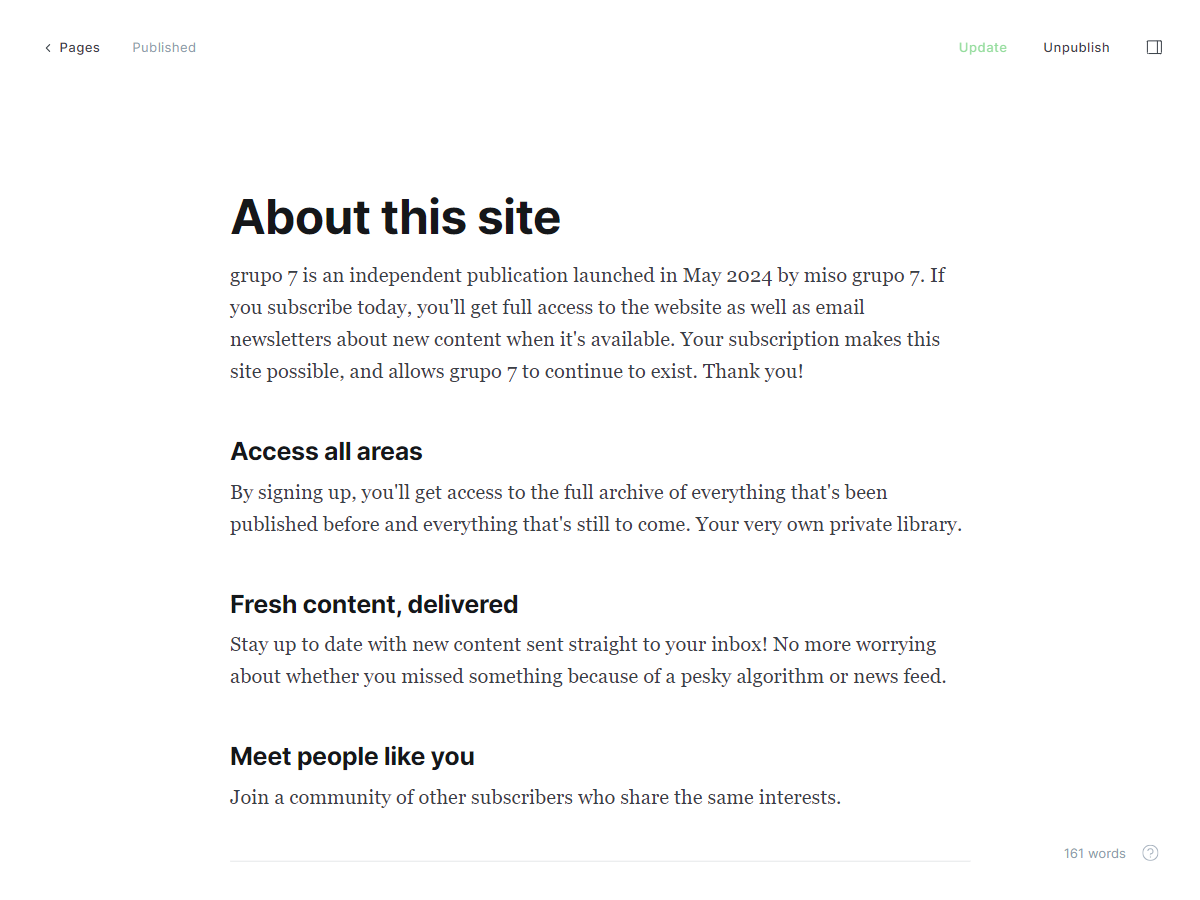 Pages
Published
Update
Unpublish
About this site
grupo 7 is an independent publication launched in May 2024 by miso grupo 7. If
you subscribe today, you'll get full access to the website as well as email
newsletters about new content when it's available. Your subscription makes this
site possible, and allows grupo 7 to continue to exist. Thank you!
Access all areas
By signing up, you'll get access to the full archive of everything that's been
published before and everything that's still to come. Your very own private library.
Fresh content, delivered
Stay up to date with new content sent straight to your inbox! No more worrying
about whether you missed something because of a pesky algorithm or news feed.
Meet people like you
Join a community of other subscribers who share the same interests.
161 words
?